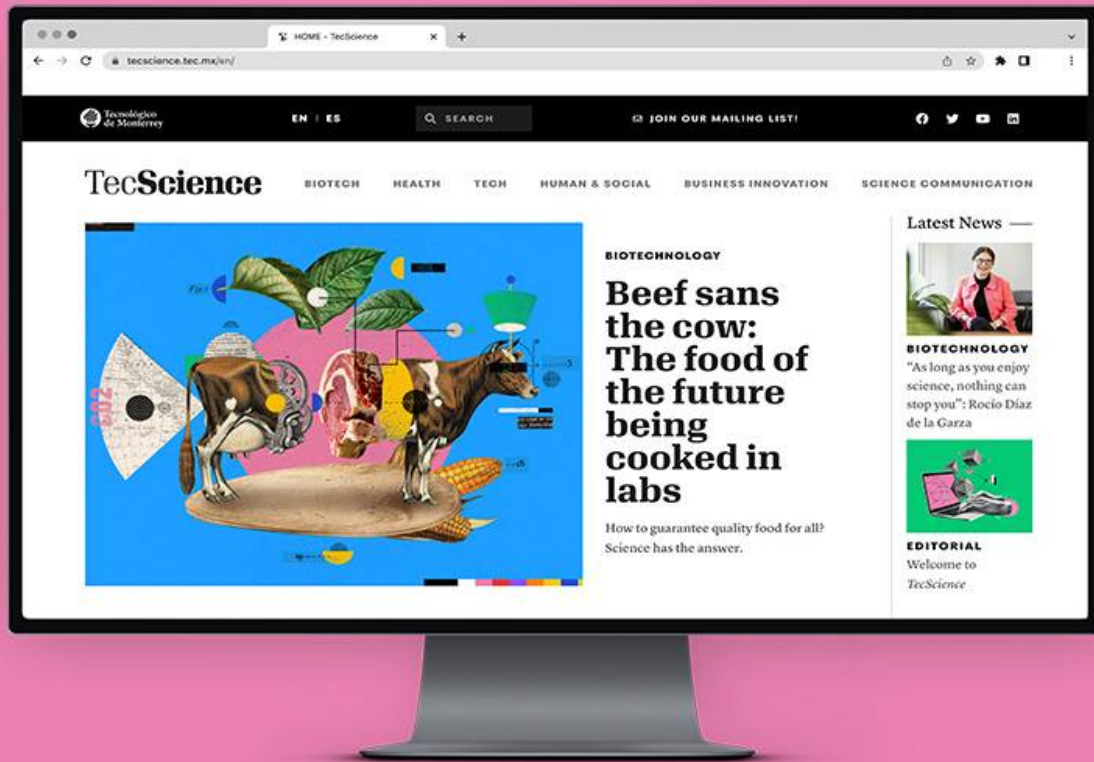 HOME - TecScience
tecscience.tec.mx/en/
Tecnológico
de Monterrey
EN | ES
SEARCH
JOIN OUR MAILING LIST!
TecScience
BIOTECH
HEALTH
TECH
HUMAN & SOCIAL
BUSINESS INNOVATION
SCIENCE COMMUNICATION
CO2
BIOTECHNOLOGY
Beef sans
the cow:
The food of
the future
being
cooked in
labs
How to guarantee quality food for all?
Science has the answer.
Latest News
BIOTECHNOLOGY
"As long as you enjoy
science, nothing can
stop you": Rocío Díaz
de la Garza
EDITORIAL
Welcome to
TecScience